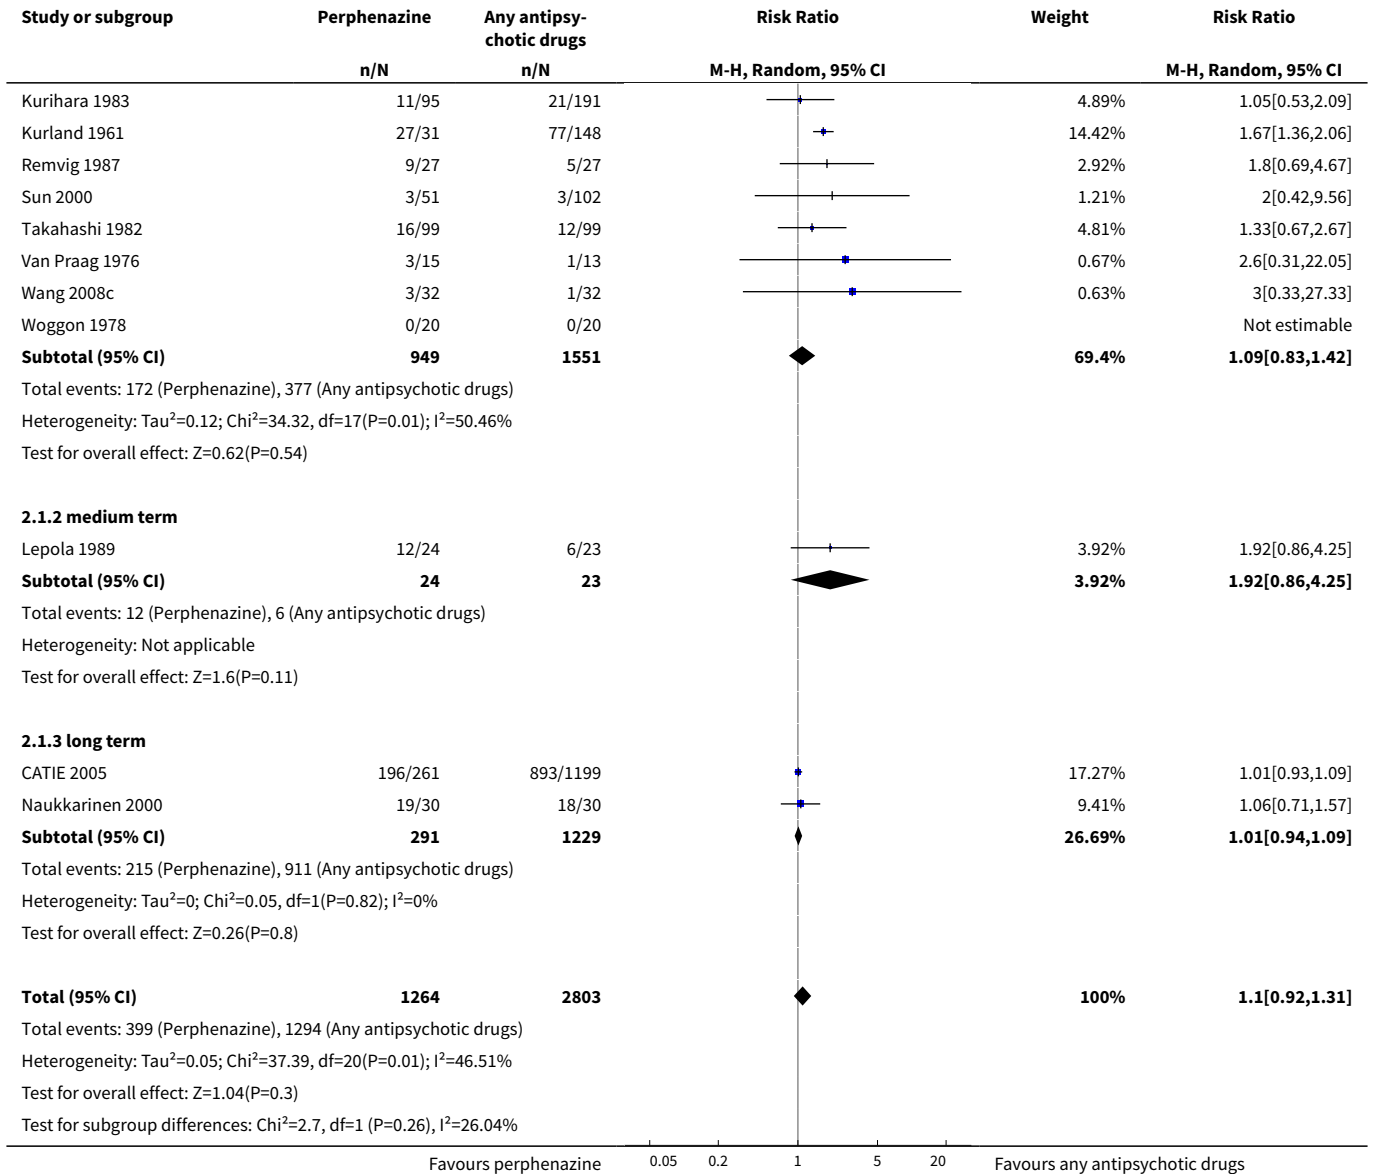 Study or subgroup Perphenazine Any antipsy- Risk Ratio Weight Risk Ratio
chotic drugs
n/N n/N M-H, Random, 95% CI M-H, Random, 95% CI
Kurihara 1983 11/95 21/191 4.89% 1.05[0.53,2.09]
Kurland 1961 27/31 77/148 14.42% 1.67[1.36,2.06]
Remvig 1987 9/27 5/27 2.92% 1.8[0.69,4.67]
Sun 2000 3/51 3/102 1.21% 2[0.42,9.56]
Takahashi 1982 16/99 12/99 4.81% 1.33[0.67,2.67]
Van Praag 1976 3/15 1/13 0.67% 2.6[0.31,22.05]
Wang 2008c 3/32 1/32 0.63% 3[0.33,27.33]
Woggon 1978 0/20 0/20 Not estimable
Subtotal (95% CI) 949 1551 69.4% 1.09[0.83,1.42]
Total events: 172 (Perphenazine), 377 (Any antipsychotic drugs)
Heterogeneity: Tau²=0.12; Chi²=34.32, df=17(P=0.01); I²=50.46%
Test for overall effect: Z=0.62(P=0.54)
2.1.2 medium term
Lepola 1989 12/24 6/23 3.92% 1.92[0.86,4.25]
Subtotal (95% CI) 24 23 3.92% 1.92[0.86,4.25]
Total events: 12 (Perphenazine), 6 (Any antipsychotic drugs)
Heterogeneity: Not applicable
Test for overall effect: Z=1.6(P=0.11)
2.1.3 long term
CATIE 2005 196/261 893/1199 17.27% 1.01[0.93,1.09]
Naukkarinen 2000 19/30 18/30 9.41% 1.06[0.71,1.57]
Subtotal (95% CI) 291 1229 26.69% 1.01[0.94,1.09]
Total events: 215 (Perphenazine), 911 (Any antipsychotic drugs)
Heterogeneity: Tau²=0; Chi²=0.05, df=1(P=0.82); I²=0%
Test for overall effect: Z=0.26(P=0.8)
Total (95% CI) 1264 2803 100% 1.1[0.92,1.31]
Total events: 399 (Perphenazine), 1294 (Any antipsychotic drugs)
Heterogeneity: Tau²=0.05; Chi²=37.39, df=20(P=0.01); I²=46.51%
Test for overall effect: Z=1.04(P=0.3)
Test for subgroup differences: Chi²=2.7, df=1 (P=0.26), I²=26.04%
Favours perphenazine 0.05 0.2 1 5 20 Favours any antipsychotic drugs